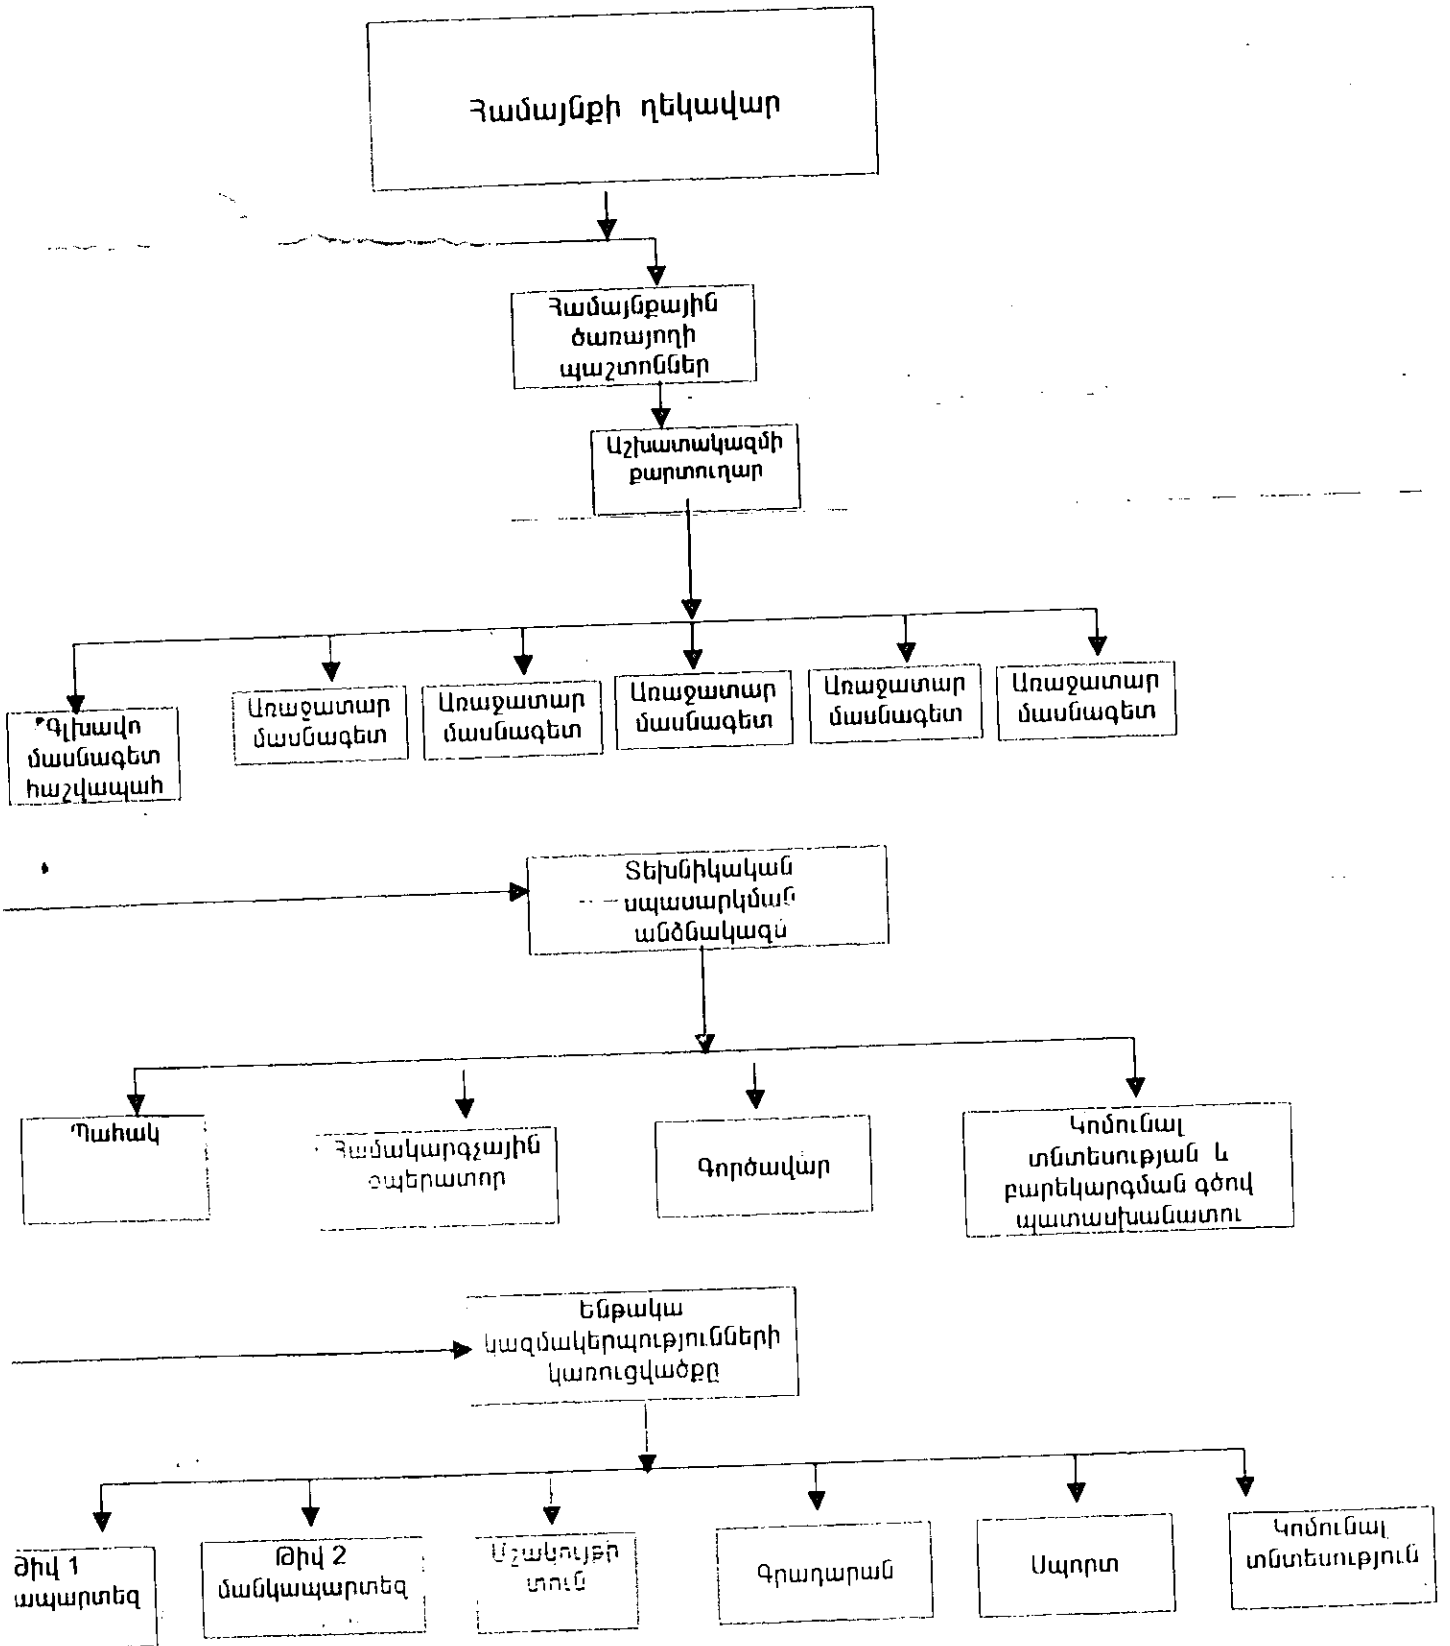 Համայնքի ղեկավար
Համայնքային
ծառայողի
պաշտոններ
Աշխատակազմի
քարտուղար
Գլխավո
մասնագետ
հաշվապահ
Առաջատար
մասնագետ
Առաջատար
մասնագետ
Առաջատար
մասնագետ
Առաջատար
մասնագետ
Առաջատար
մասնագետ
Տեխնիկական
սպասարկման
անձնակազմ
Պահակ
Համակարգչային
օպերատոր
Գործավար
Կոմունալ
տնտեսության և
բարեկարգման գծով
պատասխանատու
Ենթակա
կազմակերպությունների
կառուցվածքը
Թիվ 1
ապարտեզ
Թիվ 2
մանկապարտեզ
Մշակույթի
տուն
Գրադարան
Սպորտ
Կոմունալ
տնտեսություն